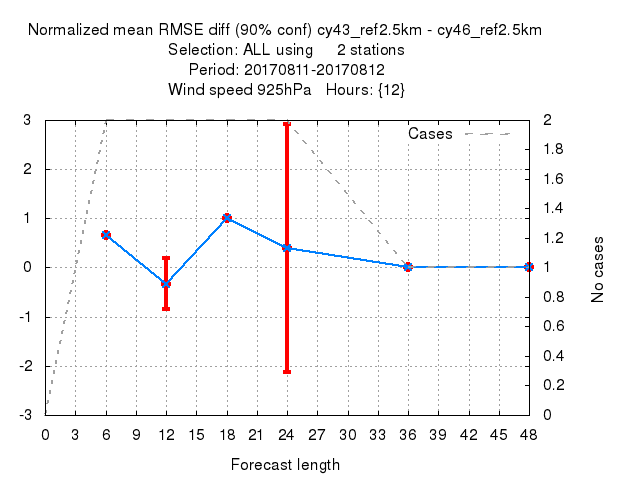 Normalized mean RMSE diff (90% conf) cy43_ref2.5km - cy46_ref2.5km
Selection: ALL using     2 stations
Period: 20170811-20170812
Wind speed 925hPa   Hours: {12}
Cases
3
2
1
0
-1
-2
-3
2
1.8
1.6
1.4
1.2
1
0.8
0.6
0.4
0.2
0
No cases
0 3 6 9 12 15 18 21 24 27 30 33 36 39 42 45 48
Forecast length